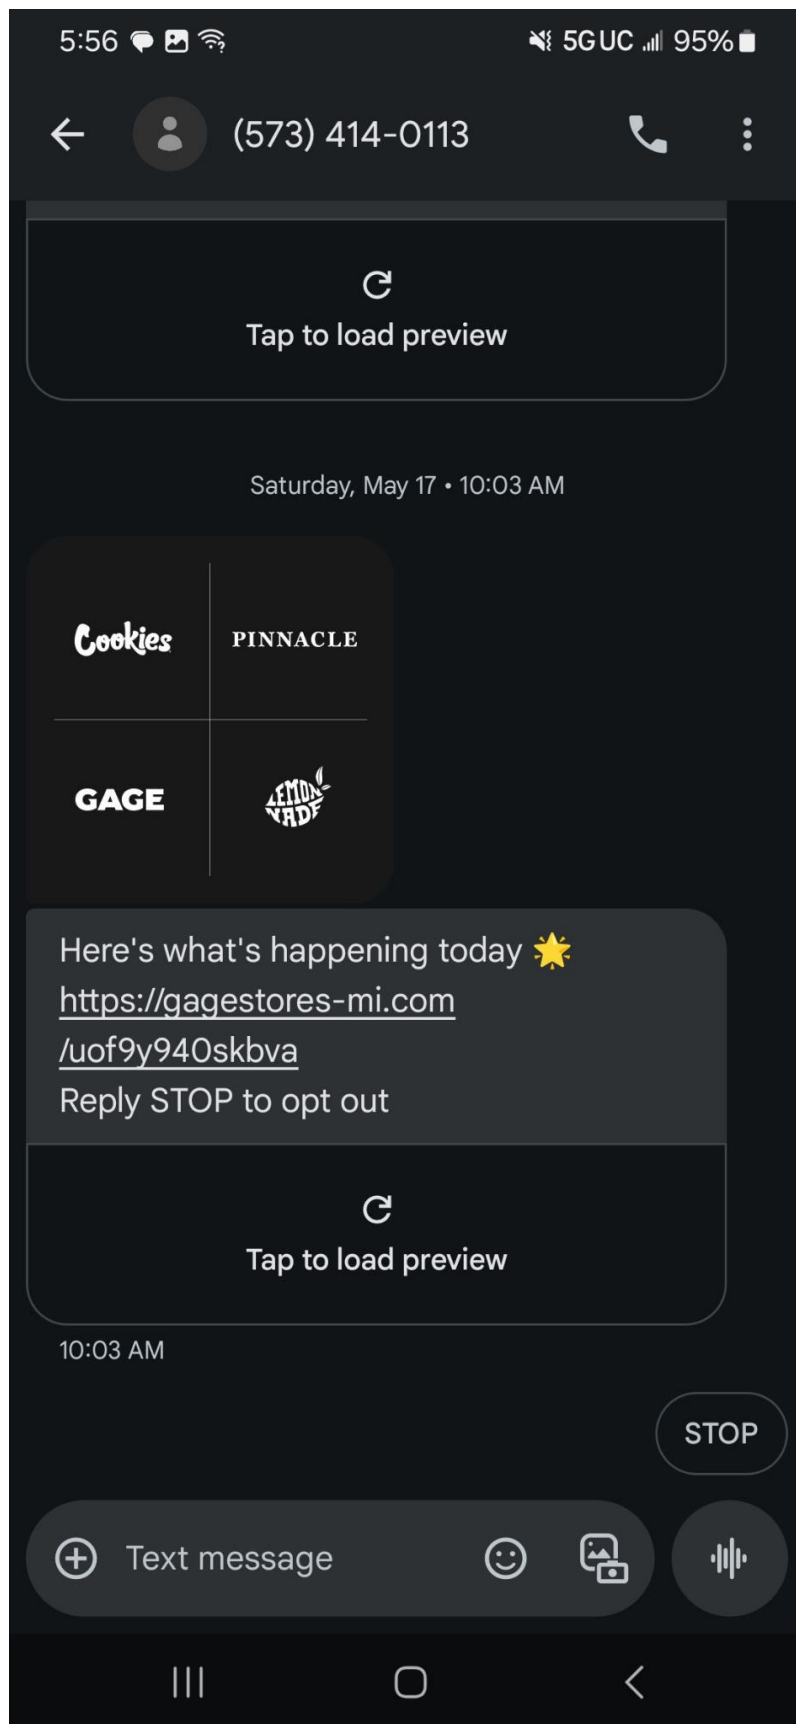 5:56 5G UC 95%
(573) 414-0113
Tap to load preview
Saturday, May 17 • 10:03 AM
Cookies PINNACLE
GAGE LEMON
NADE
Here's what's happening today 🌟
https://gagestores-mi.com
/uof9y940skbva
Reply STOP to opt out
Tap to load preview
10:03 AM
STOP
Text message